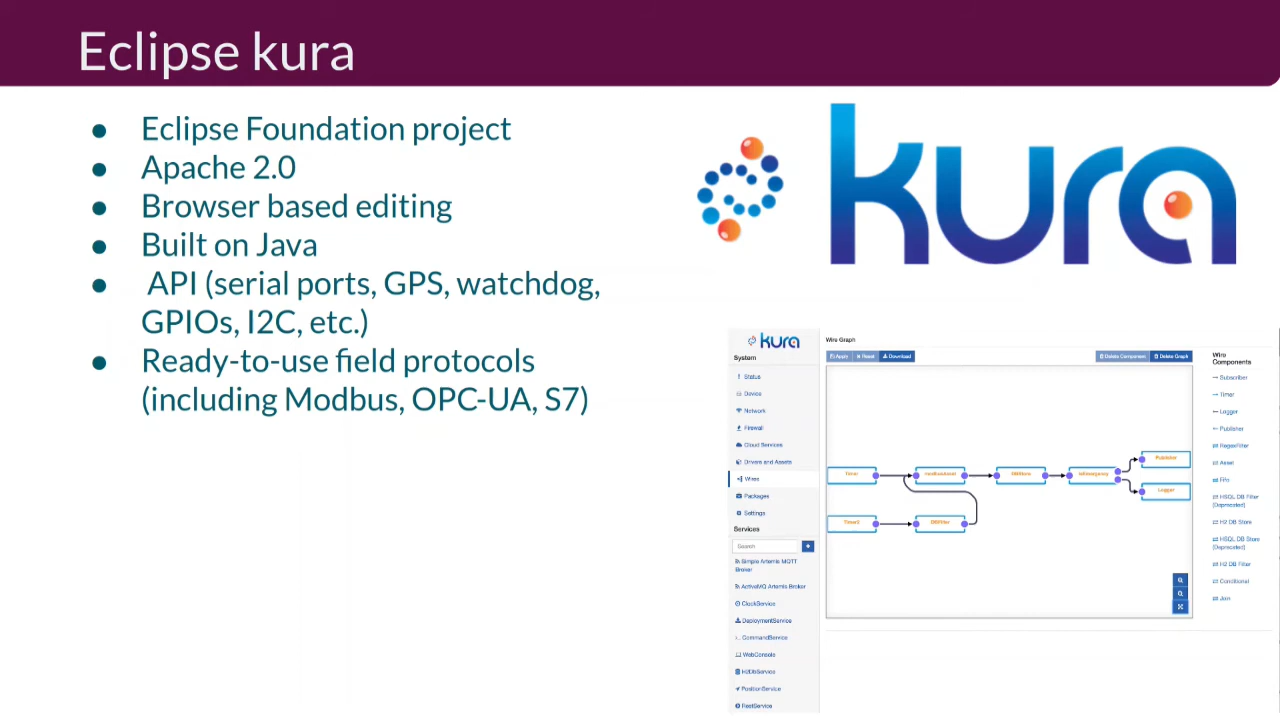 Eclipse kura
● Eclipse Foundation project
● Apache 2.0
● Browser based editing
● Built on Java
● API (serial ports, GPS, watchdog,
GPIOs, I2C, etc.)
● Ready-to-use field protocols
(including Modbus, OPC-UA, S7)
kura
kura
System
Status
Device
Network
Firewall
Cloud Services
Drivers and Assets
Wires
Packages
Settings
Services
Search
Simple Artemis MQTT
Broker
ActiveMQ Artemis Broker
ClockService
DeploymentService
CommandService
WebConsole
H2DbService
PositionService
RestService
Wire Graph
Apply Reset Download
Delete Component Delete Graph
Timer
modbusAsset
DBStore
isEmergency
Publisher
Logger
Timer2
DBFilter
Wire
Components
Subscriber
Timer
Logger
Publisher
RegexFilter
Asset
Fifo
HSQL DB Filter
(Deprecated)
H2 DB Store
HSQL DB Store
(Deprecated)
H2 DB Filter
Conditional
Join